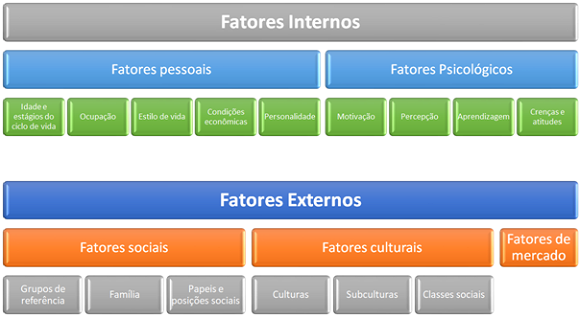 Fatores Internos
Fatores pessoais
Fatores Psicológicos
Idade e
estágios do
ciclo de vida
Ocupação
Estilo de vida
Condições
econômicas
Personalidade
Motivação
Percepção
Aprendizagem
Crenças e
atitudes
Fatores Externos
Fatores sociais
Fatores culturais
Fatores de
mercado
Grupos de
referência
Família
Papeis e
posições sociais
Culturas
Subculturas
Classes sociais